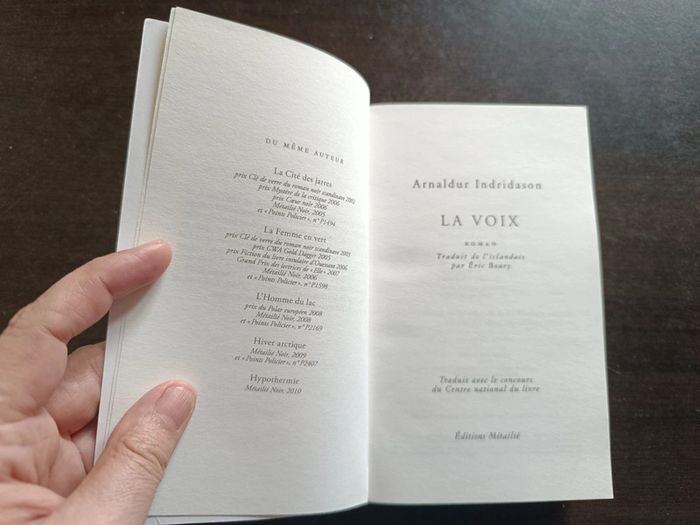 DU MÊME AUTEUR
La Cité des jarres
prix Clé de verre du roman noir scandinave 2002
prix Mystère de la critique 2006
prix Cœur noir 2006
Métailié Noir, 2005
et « Points Policier », n° P1494
La Femme en vert
prix Clé de verre du roman noir scandinave 2003
prix CWA Gold Dagger 2005
prix Fiction du livre insulaire d'Ouessant 2006
Grand Prix des lectrices de « Elle » 2007
Métailié Noir, 2006
et « Points Policier », n° P1598
L'Homme du lac
prix du Polar européen 2008
Métailié Noir, 2008
et « Points Policier », n° P2169
Hiver arctique
Métailié Noir, 2009
et « Points Policier », n° P2407
Hypothermie
Métailié Noir, 2010
Arnaldur Indridason
LA VOIX
ROMAN
Traduit de l'islandais
par Éric Boury
Traduit avec le concours
du Centre national du livre
Éditions Métailié